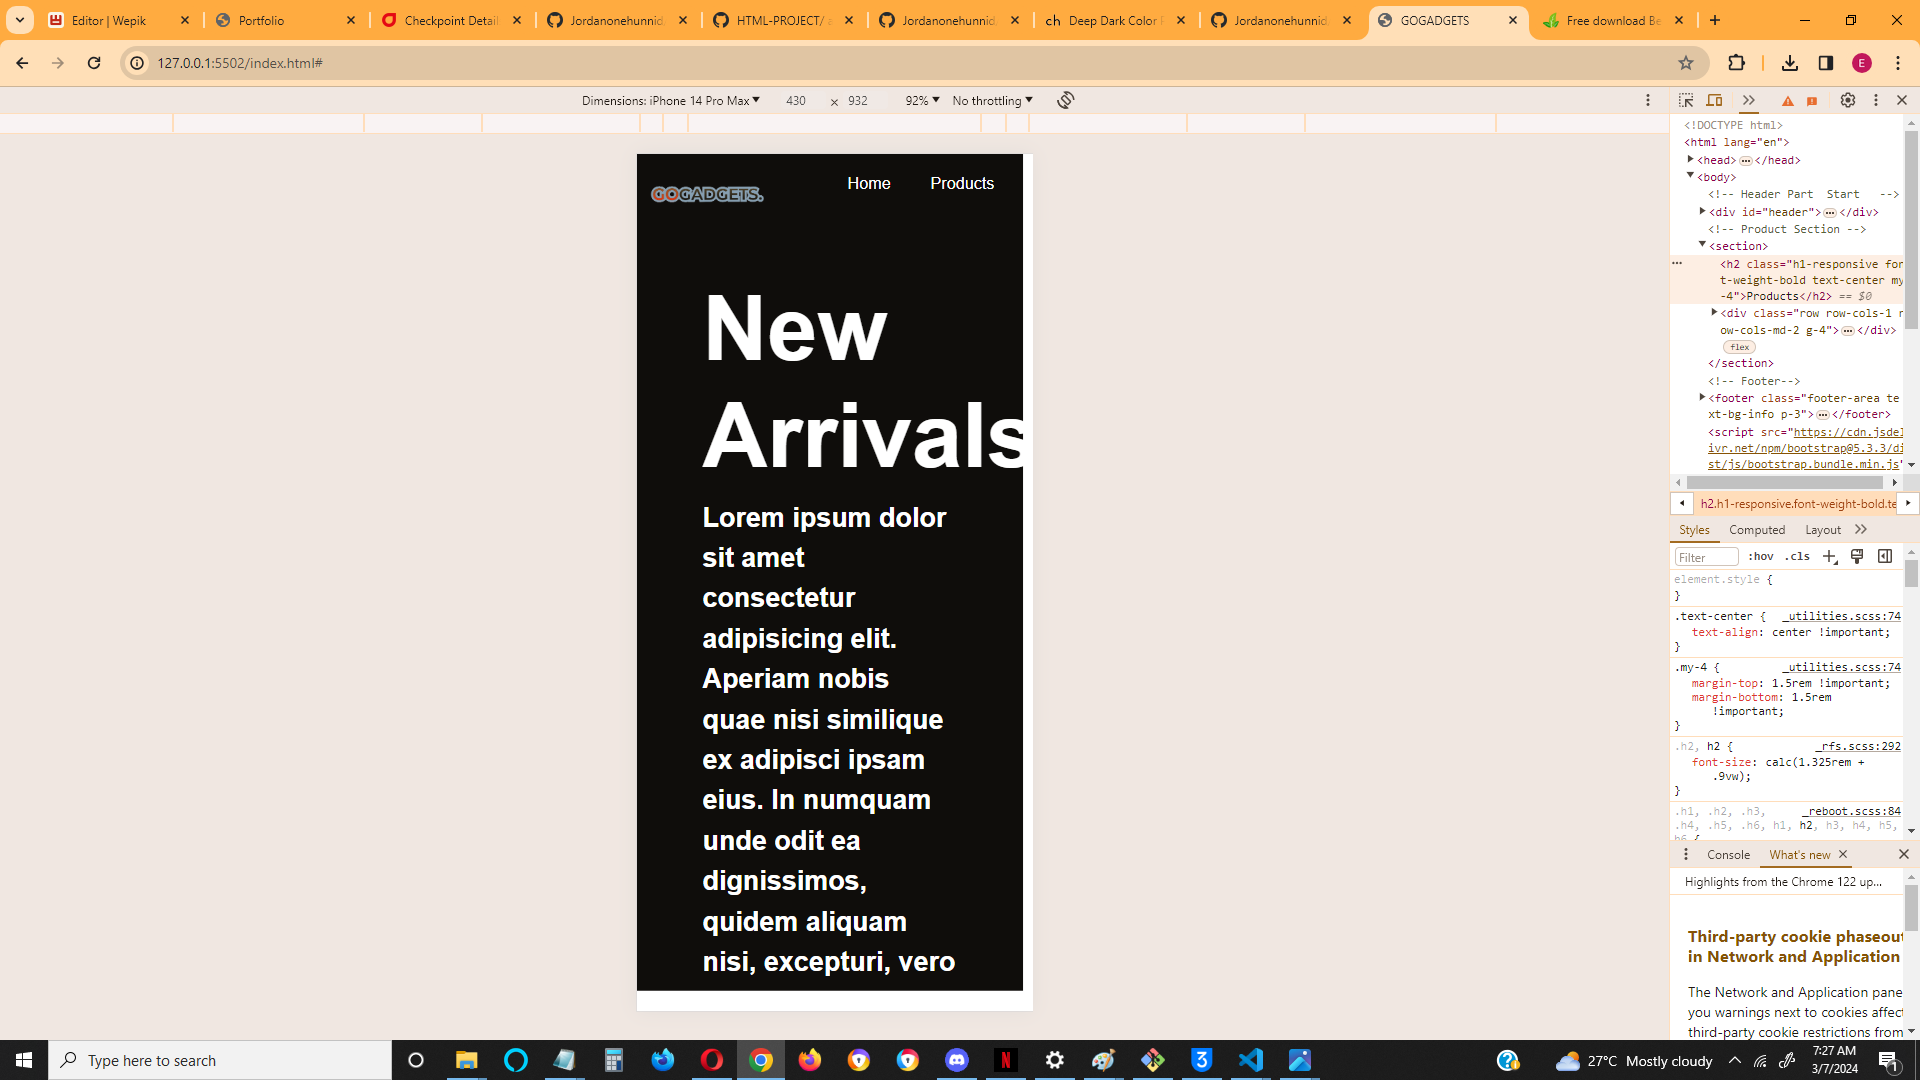 Editor | Wepik
Portfolio
Checkpoint Detail
Jordanonehunnid
HTML-PROJECT/ a
Jordanonehunnid
ch Deep Dark Color
Jordanonehunnid
GOGADGETS
Free download Be
127.0.0.1:5502/index.html#
E
Dimensions: iPhone 14 Pro Max 430 × 932 92% No throttling
GOGADGETS.
Home Products
New
Arrivals
Lorem ipsum dolor
sit amet
consectetur
adipisicing elit.
Aperiam nobis
quae nisi similique
ex adipisci ipsam
eius. In numquam
unde odit ea
dignissimos,
quidem aliquam
nisi, excepturi, vero
<!DOCTYPE html>
<html lang="en">
<head>…</head>
<body>
<!-- Header Part  Start   -->
<div id="header">…</div>
<!-- Product Section -->
<section>
… <h2 class="h1-responsive fon
t-weight-bold text-center my
-4">Products</h2> == $0
<div class="row row-cols-1 r
ow-cols-md-2 g-4">…</div>
flex
</section>
<!-- Footer-->
<footer class="footer-area te
xt-bg-info p-3">…</footer>
<script src="https://cdn.jsdel
ivr.net/npm/bootstrap@5.3.3/di
st/js/bootstrap.bundle.min.js"
h2.h1-responsive.font-weight-bold.te
Styles Computed Layout
Filter :hov .cls
element.style {
}
.text-center { _utilities.scss:74
text-align: center !important;
}
.my-4 { _utilities.scss:74
margin-top: 1.5rem !important;
margin-bottom: 1.5rem
!important;
}
.h2, h2 { _rfs.scss:292
font-size: calc(1.325rem +
.9vw);
}
.h1, .h2, .h3, _reboot.scss:84
.h4, .h5, .h6, h1, h2, h3, h4, h5,
h6 {
Console What's new
Highlights from the Chrome 122 up...
Third-party cookie phaseout
in Network and Application
The Network and Application pane
you warnings next to cookies affect
third-party cookie restrictions from
Type here to search
27°C Mostly cloudy
7:27 AM
3/7/2024
1